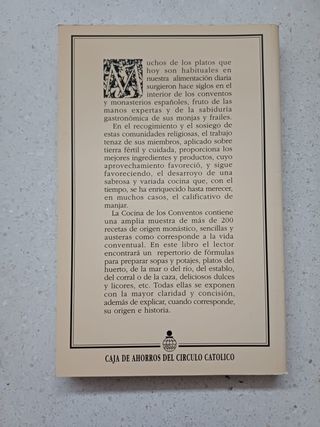 Muchos de los platos que
hoy son habituales en
nuestra alimentación diaria
surgieron hace siglos en el
interior de los conventos
y monasterios españoles, fruto de las
manos expertas y de la sabiduría
gastronómica de sus monjas y frailes.
En el recogimiento y el sosiego de
estas comunidades religiosas, el trabajo
tenaz de sus miembros, aplicado sobre
tierra fértil y cuidada, proporciona los
mejores ingredientes y productos, cuyo
aprovechamiento favoreció, y sigue
favoreciendo, el desarroyo de una
sabrosa y variada cocina que, con el
tiempo, se ha enriquecido hasta merecer,
en muchos casos, el calificativo de
manjar.
La Cocina de los Conventos contiene
una amplia muestra de más de 200
recetas de origen monástico, sencillas y
austeras como corresponde a la vida
conventual. En este libro el lector
encontrará un repertorio de fórmulas
para preparar sopas y potajes, platos del
huerto, de la mar o del río, del establo,
del corral o de la caza, deliciosos dulces
y licores, etc. Todas ellas se exponen
con la mayor claridad y concisión,
además de explicar, cuando corresponde,
su origen e historia.
CAJA DE AHORROS DEL CIRCULO CATOLICO